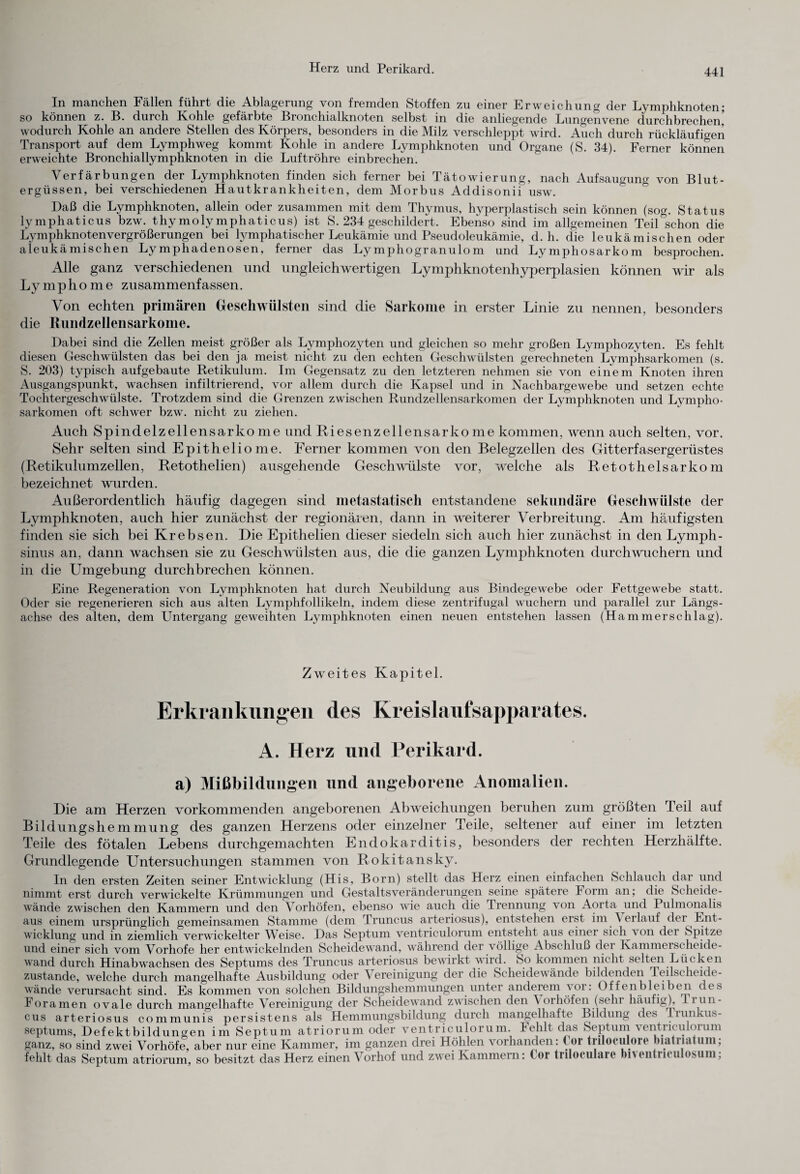 Herz und Perikard.
441
In manchen Fällen führt die Ablagerung von fremden Stoffen zu einer Erweichung der Lymphknoten;
so können z. B. durch Kohle gefärbte Bronchialknoten selbst in die anliegende Lungenvene durchbrechen,
wodurch Kohle an andere Stellen des Körpers, besonders in die Milz verschleppt wird. Auch durch rückläufigen
Transport auf dem Lymphweg kommt Kohle in andere Lymphknoten und Organe (S. 34). Ferner können
erweichte Bronchiallymphknoten in die Luftröhre einbrechen.
Verfärbungen der Lymphknoten finden sich ferner bei Tätowierung, nach Aufsaugung von Blut-
ergüssen, bei verschiedenen Hautkrankheiten, dem Morbus Addisonii usw.
Daß die Lymphknoten, allein oder zusammen mit dem Thymus, hyperplastisch sein können (sog. Status
lymphaticus bzw. thymolymphaticus) ist S. 234 geschildert. Ebenso sind im allgemeinen Teil schon die
Lymphknotenvergrößerungen bei lymphatischer Leukämie und Pseudoleukämie, d. h. die leukämischen oder
aleukämischen Lymphadenosen, ferner das Lymphogranulom und Lymphosarkom besprochen.
Alle ganz verschiedenen und ungleichwertigen Lymphknotenhyperplasien können wir als
Lymphome zusammenfassen.
Von echten primären Geschwülsten sind die Sarkome in erster Linie zu nennen, besonders
die Rundzellensarkome.
Dabei sind die Zellen meist größer als Lymphozyten und gleichen so mehr großen Lymphozyten. Es fehlt
diesen Geschwülsten das bei den ja meist nicht zu den echten Geschwülsten gerechneten Lymphsarkomen (s.
S. 203) typisch aufgebaute Retikulum. Im Gegensatz zu den letzteren nehmen sie von einem Knoten ihren
Ausgangspunkt, wachsen infiltrierend, vor allem durch die Kapsel und in Nachbargewebe und setzen echte
Tochtergeschwülste. Trotzdem sind die Grenzen zwischen Rundzellensarkomen der Lymphknoten und Lympho-
sarkomen oft schwer bzw. nicht zu ziehen.
Auch Spindelzellensarkome und Riesenzellensarkome kommen, wenn auch selten, vor.
Sehr selten sind Epitheliome. Ferner kommen von den Belegzellen des Gitterfasergerüstes
(Retikulumzellen, Retothelien) ausgehende Geschwülste vor, welche als Retothelsarkom
bezeichnet wurden.
Außerordentlich häufig dagegen sind metastatisch entstandene sekundäre Geschwülste der
Lymphknoten, auch hier zunächst der regionären, dann in weiterer Verbreitung. Am häufigsten
finden sie sich bei Krebsen. Die Epithelien dieser siedeln sich auch hier zunächst in den Lymph-
sinus an, dann wachsen sie zu Geschwülsten aus, die die ganzen Lymphknoten durchwuchern und
in die Umgebung durchbrechen können.
Eine Regeneration von Lymphknoten hat durch Neubildung aus Bindegewebe oder Fettgewebe statt.
Oder sie regenerieren sich aus alten Lymphfollikeln, indem diese zentrifugal wuchern und parallel zur Längs-
achse des alten, dem Untergang geweihten Lymphknoten einen neuen entstehen lassen (Hammerschlag).
Zweites Kapitel.
Erkrankungen des Kreislaufsapparates.
A. Herz und Perikard.
a) Mißbildungen und angeborene Anomalien.
Die am Herzen vorkommenden angeborenen Abweichungen beruhen zum größten Teil auf
Bildungshemmung des ganzen Herzens oder einzelner Teile, seltener auf einer im letzten
Teile des fötalen Lebens durchgemachten Endokarditis, besonders der rechten Herzhälfte.
Grundlegende Untersuchungen stammen von Rokitansky.
In den ersten Zeiten seiner Entwicklung (His, Born) stellt das Herz einen einfachen Schlauch dar und
nimmt erst durch verwickelte Krümmungen und Gestaltsveränderungen seine spätere Form an; die Scheide-
wände zwischen den Kammern und den Vorhöfen, ebenso wie auch die Trennung von Aorta und Pulmonalis
aus einem ursprünglich gemeinsamen Stamme (dem Truncus arteriosus), entstehen erst im Verlauf der Ent-
wicklung und in ziemlich verwickelter Weise. Das Septum ventriculorum entsteht aus einer sich von der Spitze
und einer sich vom Vorhofe her entwickelnden Scheidewand, während der völlige Abschluß der Kammerscheide-
wand durch Hinabwachsen des Septums des Truncus arteriosus bewirkt wird. So kommen nicht selten Lücken
zustande, welche durch mangelhafte Ausbildung oder Vereinigung der die Scheidewände bildenden Teilscheide-
wände verursacht sind. Es kommen von solchen Bildungshemmungen unter anderem vor: Offenbleiben des
Foramen ovale durch mangelhafte Vereinigung der Scheidewand zwischen den Vorhöfen (sehr häufig), Trun-
cus arteriosus communis persistens als Hemmungsbildung durch mangelhafte Bildung des Trunkus-
septums, Defektbildungen im Septum atriorum oder ventriculorum. Fehlt das Septum ventriculorum
ganz, so sind zwei Vorhöfe, aber nur eine Kammer, im ganzen drei Höhlen vorhanden: Cor triloculore biatriatum;
fehlt das Septum atriorum, so besitzt das Herz einen Vorhof und zwei Kammern: Cor triloculare biventriculosum;